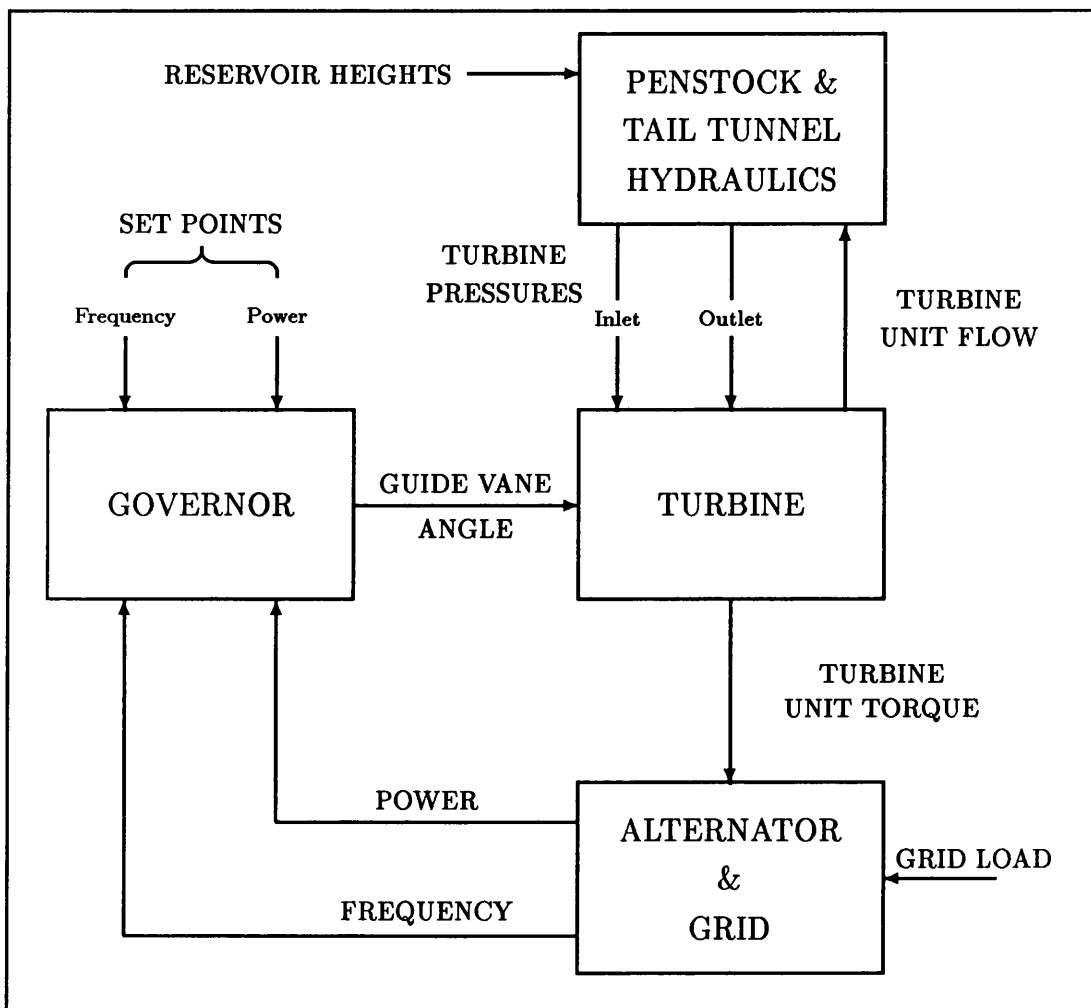 RESERVOIR HEIGHTS
PENSTOCK &
TAIL TUNNEL
HYDRAULICS
SET POINTS
Frequency
Power
TURBINE
PRESSURES
Inlet
Outlet
TURBINE
UNIT FLOW
GOVERNOR
GUIDE VANE
ANGLE
TURBINE
TURBINE
UNIT TORQUE
POWER
FREQUENCY
ALTERNATOR
&
GRID
GRID LOAD